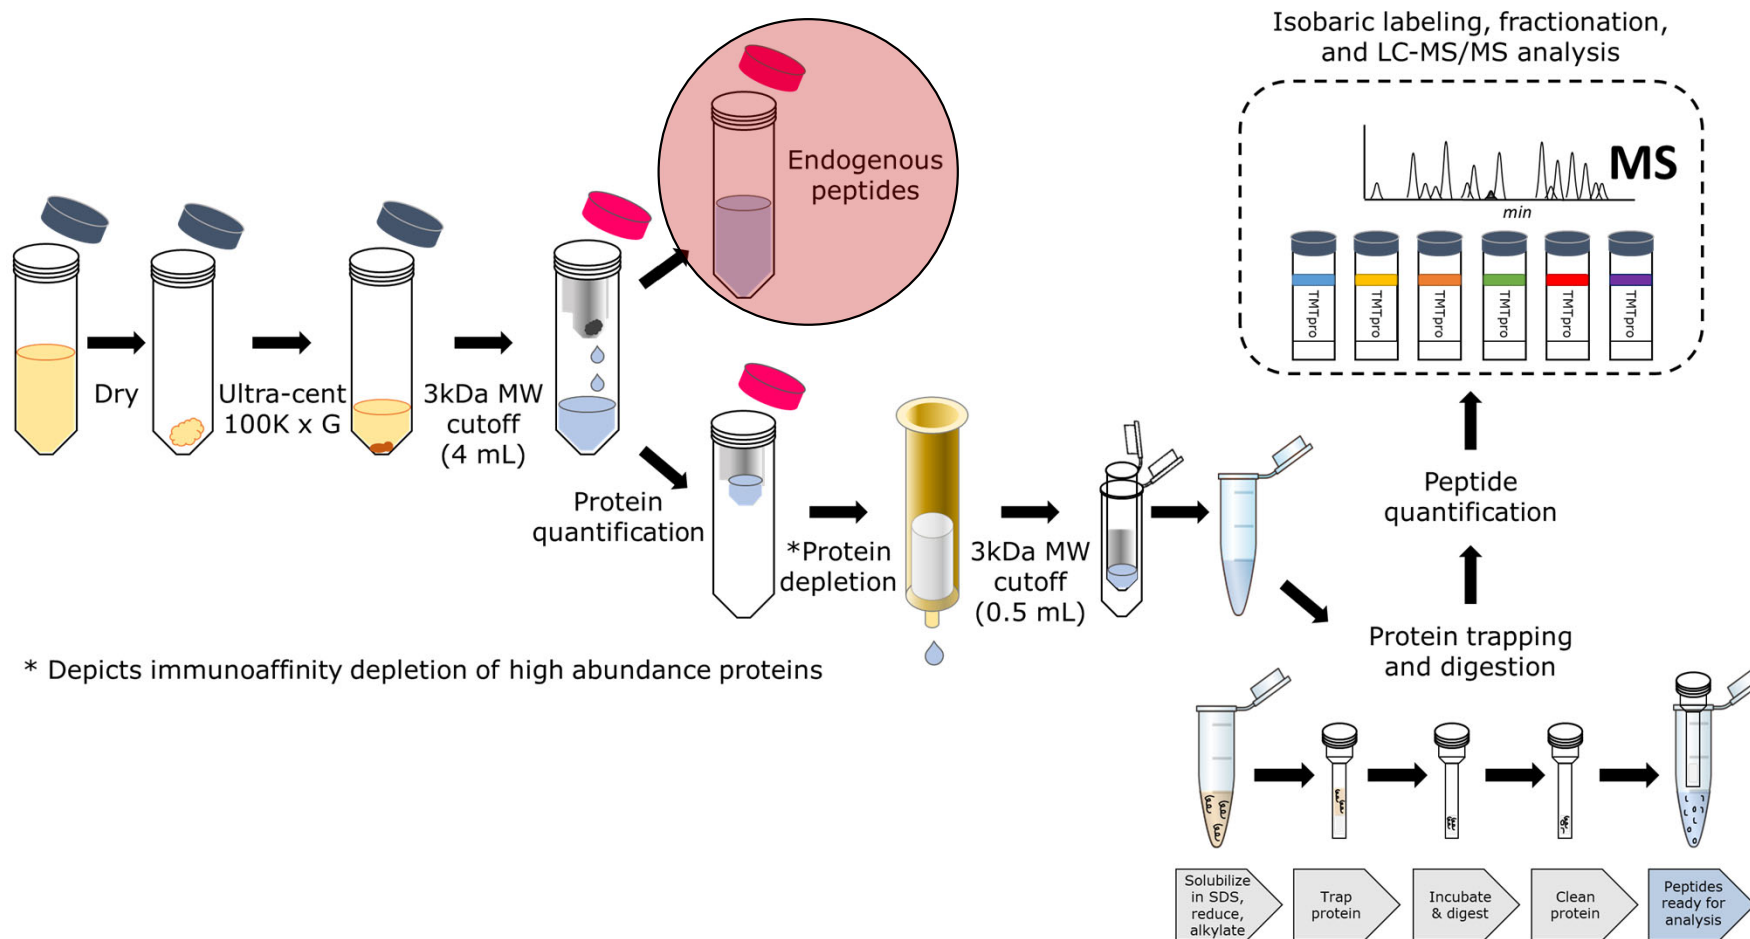 Isobaric labeling, fractionation,
and LC-MS/MS analysis
MS
min
TMTpro
TMTpro
TMTpro
TMTpro
TMTpro
TMTpro
Endogenous
peptides
Dry
Ultra-cent
100K x G
3kDa MW
cutoff
(4 mL)
Protein
quantification
*Protein
depletion
3kDa MW
cutoff
(0.5 mL)
Peptide
quantification
Protein trapping
and digestion
* Depicts immunoaffinity depletion of high abundance proteins
Solubilize
in SDS,
reduce,
alkylate
Trap
protein
Incubate
& digest
Clean
protein
Peptides
ready for
analysis